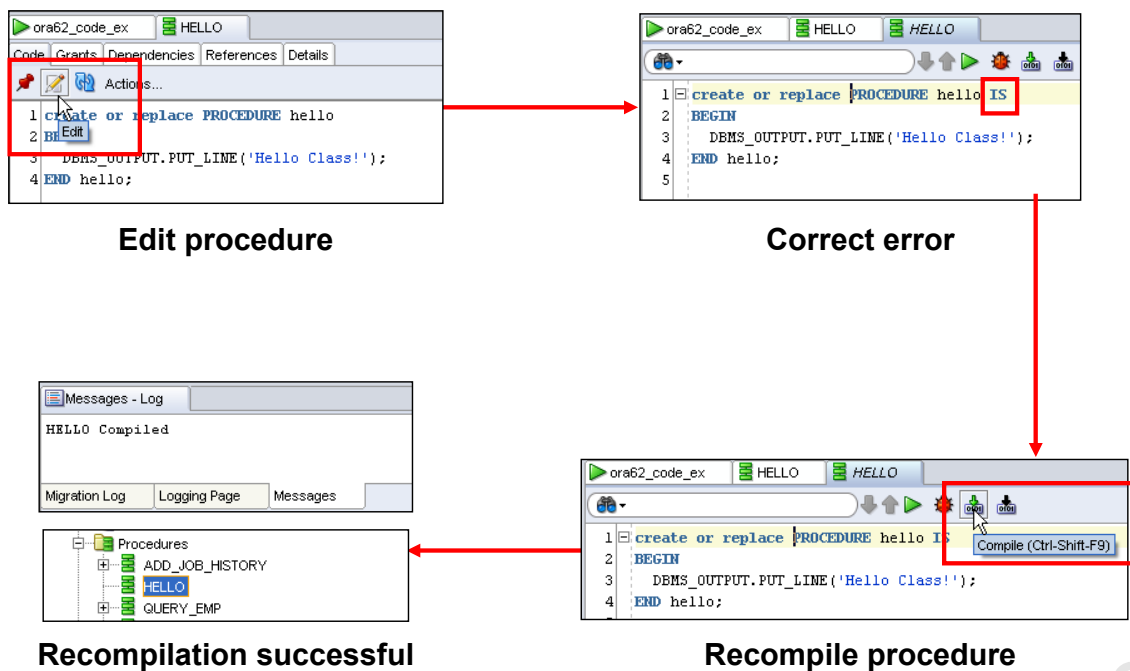 ora62_code_ex HELLO
Code Grants Dependencies References Details
Actions...
1 create or replace PROCEDURE hello
2 BE
Edit
3 DBMS_OUTPUT.PUT_LINE('Hello Class!');
4 END hello;
Edit procedure
ora62_code_ex HELLO HELLO
1 create or replace PROCEDURE hello IS
2 BEGIN
3 DBMS_OUTPUT.PUT_LINE('Hello Class!');
4 END hello;
5
Correct error
Messages - Log
HELLO Compiled
Migration Log Logging Page Messages
Procedures
ADD_JOB_HISTORY
HELLO
QUERY_EMP
Recompilation successful
ora62_code_ex HELLO HELLO
1 create or replace PROCEDURE hello IS
Compile (Ctrl-Shift-F9)
2 BEGIN
3 DBMS_OUTPUT.PUT_LINE('Hello Class!');
4 END hello;
Recompile procedure